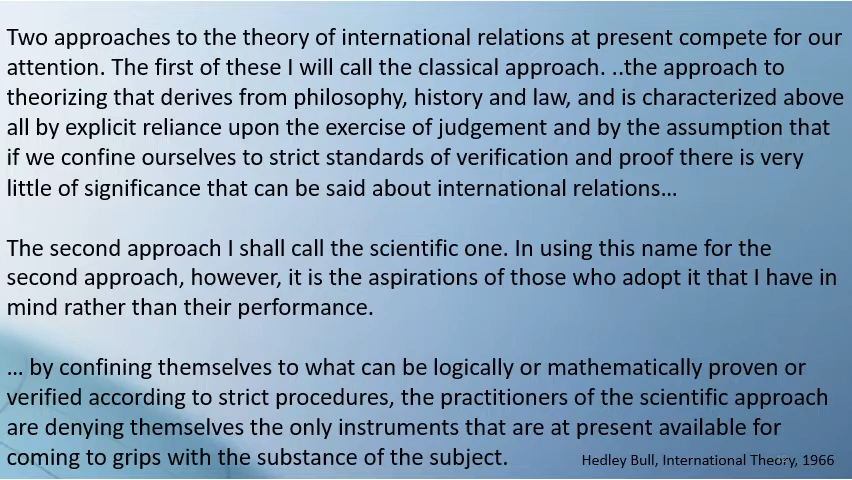 Two approaches to the theory of international relations at present compete for our
attention. The first of these I will call the classical approach. ..the approach to
theorizing that derives from philosophy, history and law, and is characterized above
all by explicit reliance upon the exercise of judgement and by the assumption that
if we confine ourselves to strict standards of verification and proof there is very
little of significance that can be said about international relations…
The second approach I shall call the scientific one. In using this name for the
second approach, however, it is the aspirations of those who adopt it that I have in
mind rather than their performance.
… by confining themselves to what can be logically or mathematically proven or
verified according to strict procedures, the practitioners of the scientific approach
are denying themselves the only instruments that are at present available for
coming to grips with the substance of the subject.
Hedley Bull, International Theory, 1966